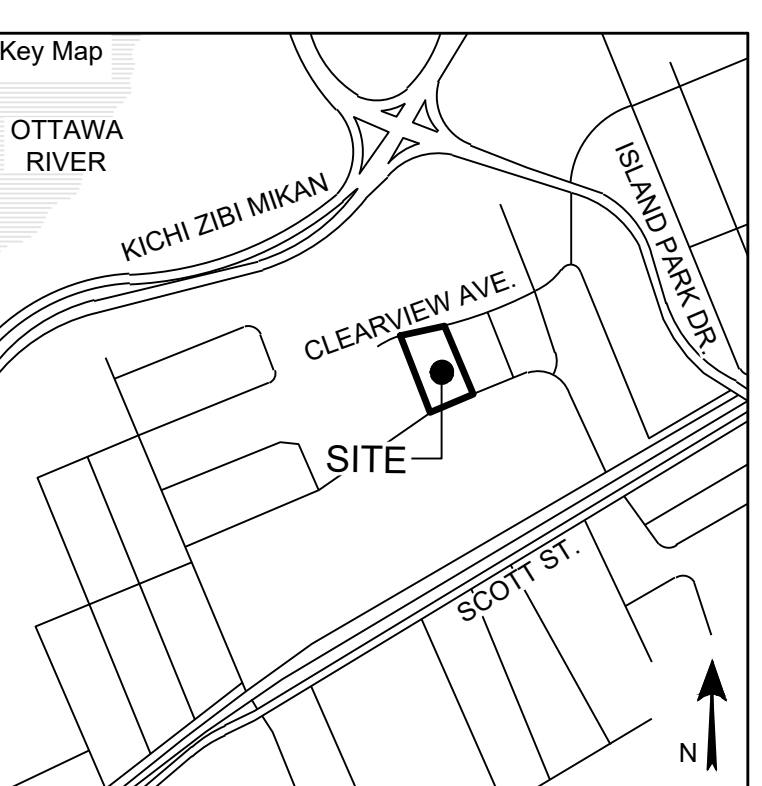 Key Map
OTTAWA
RIVER
KICHI ZIBI MIKAN
ISLAND PARK DR.
CLEARVIEW AVE.
SITE
SCOTT ST.
N